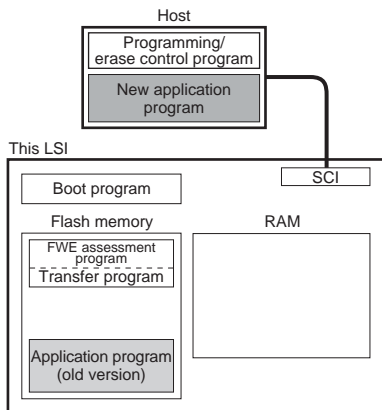 Host
Programming/
erase control program
New application
program
This LSI
SCI
Boot program
Flash memory
RAM
FWE assessment
program
Transfer program
Application program
(old version)